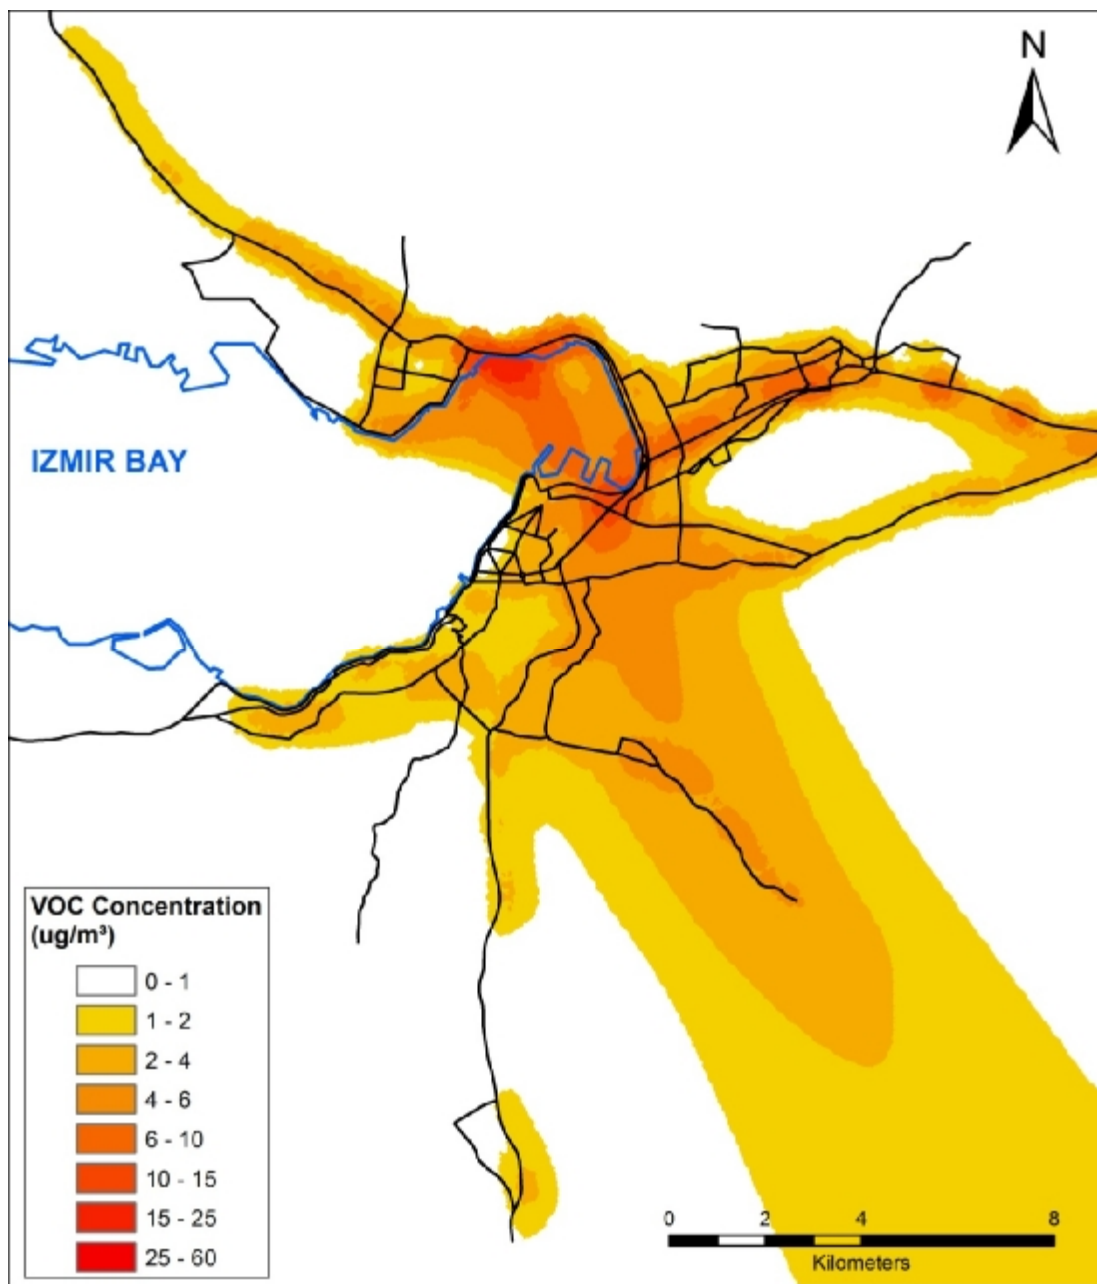 N
IZMIR BAY
VOC Concentration
(ug/m³)
0 - 1
1 - 2
2 - 4
4 - 6
6 - 10
10 - 15
15 - 25
25 - 60
0 2 4 8
Kilometers